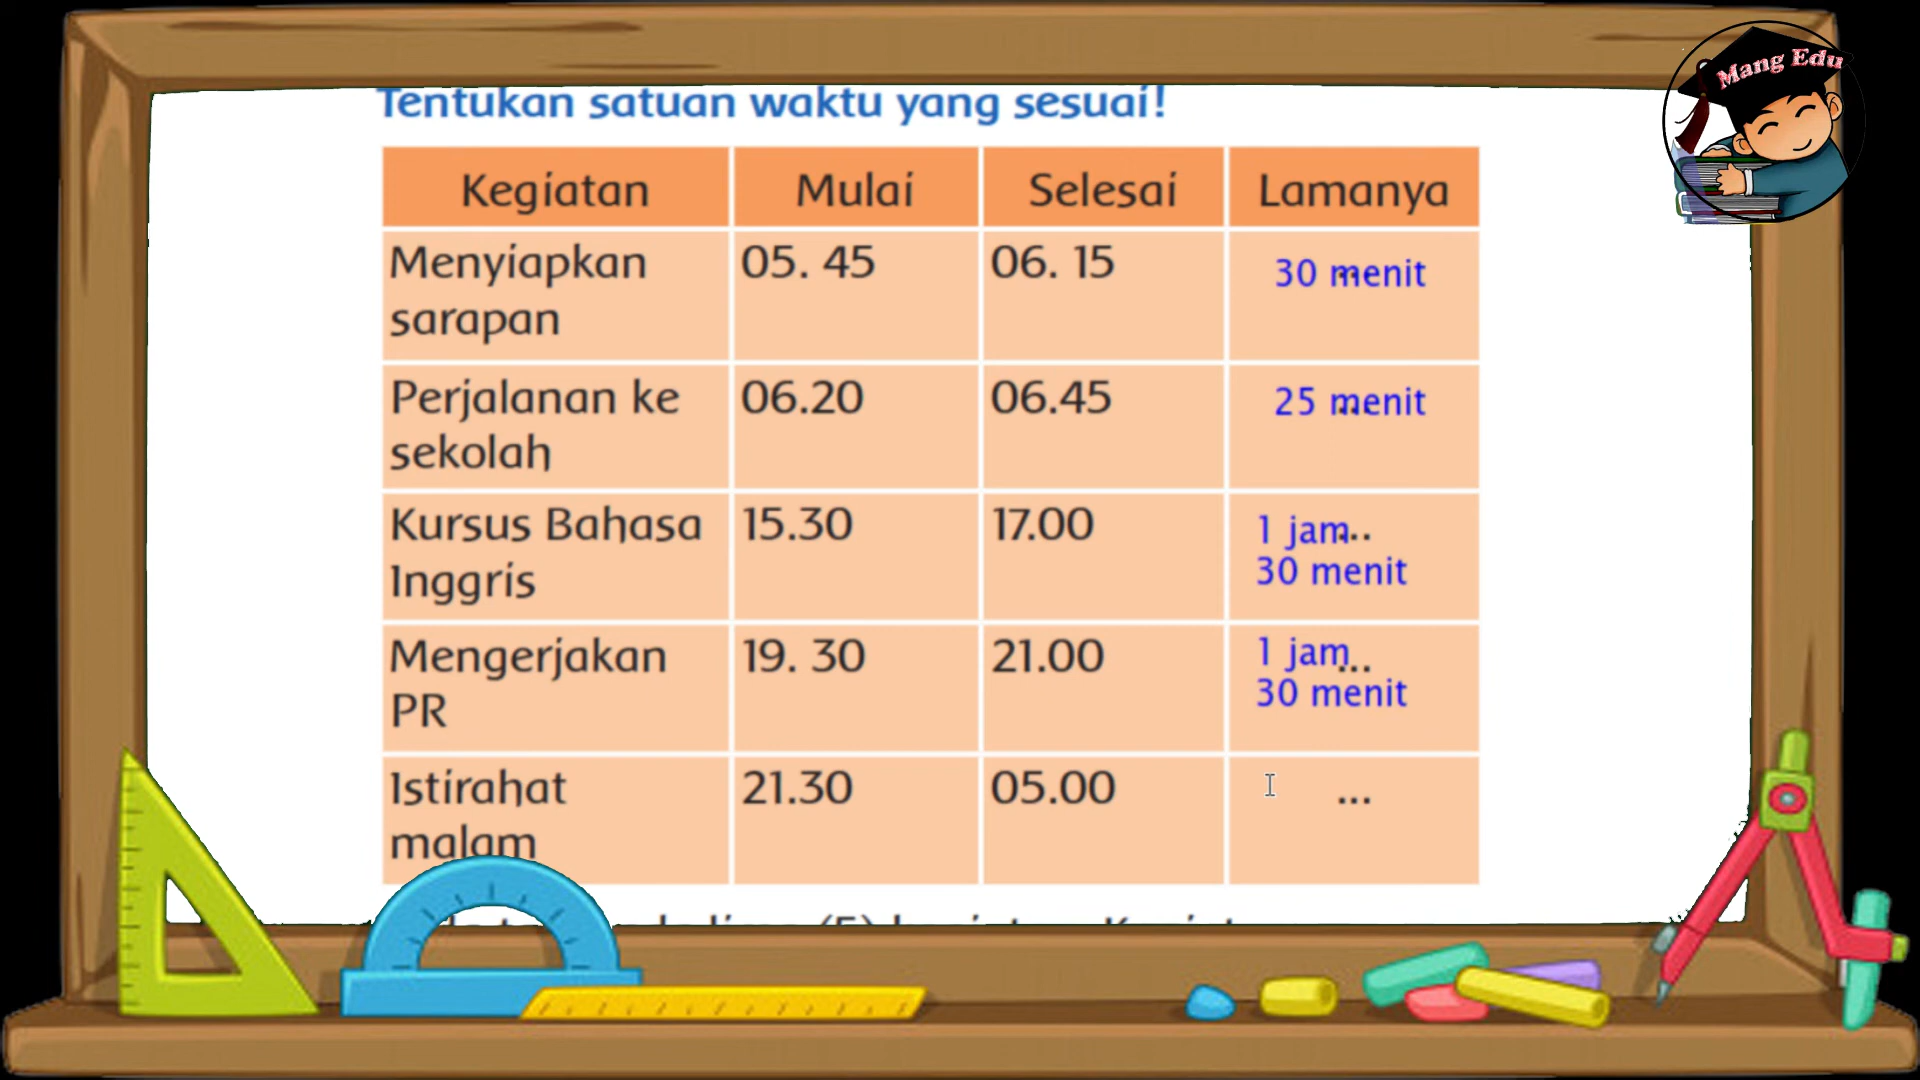 Mang Edu
Tentukan satuan waktu yang sesuai!
Kegiatan Mulai Selesai Lamanya
Menyiapkan sarapan 05. 45 06. 15 30 menit
Perjalanan ke sekolah 06.20 06.45 25 menit
Kursus Bahasa Inggris 15.30 17.00 1 jam... 30 menit
Mengerjakan PR 19. 30 21.00 1 jam... 30 menit
Istirahat malam 21.30 05.00 ...